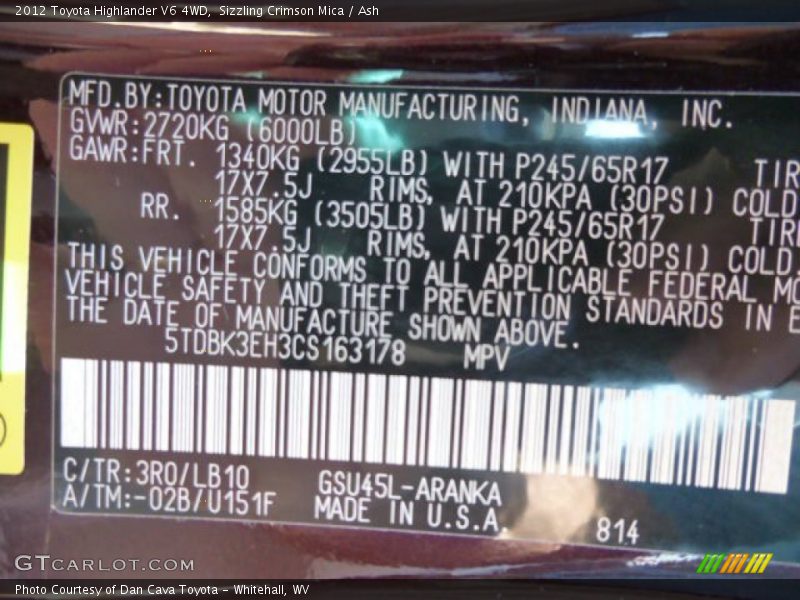 2012 Toyota Highlander V6 4WD, Sizzling Crimson Mica / Ash
MFD.BY:TOYOTA MOTOR MANUFACTURING, INDIANA, INC.
GVWR:2720KG (6000LB)
GAWR:FRT. 1340KG (2955LB) WITH P245/65R17 TIR
17X7.5J RIMS, AT 210KPA (30PSI) COLD
RR. 1585KG (3505LB) WITH P245/65R17 TIR
17X7.5J RIMS, AT 210KPA (30PSI) COLD
THIS VEHICLE CONFORMS TO ALL APPLICABLE FEDERAL MO
VEHICLE SAFETY AND THEFT PREVENTION STANDARDS IN E
THE DATE OF MANUFACTURE SHOWN ABOVE.
5TDBK3EH3CS163178 MPV
C/TR:3R0/LB10 GSU45L-ARANKA
A/TM:-02B/U151F MADE IN U.S.A.
814
GTCARLOT.COM
Photo Courtesy of Dan Cava Toyota - Whitehall, WV